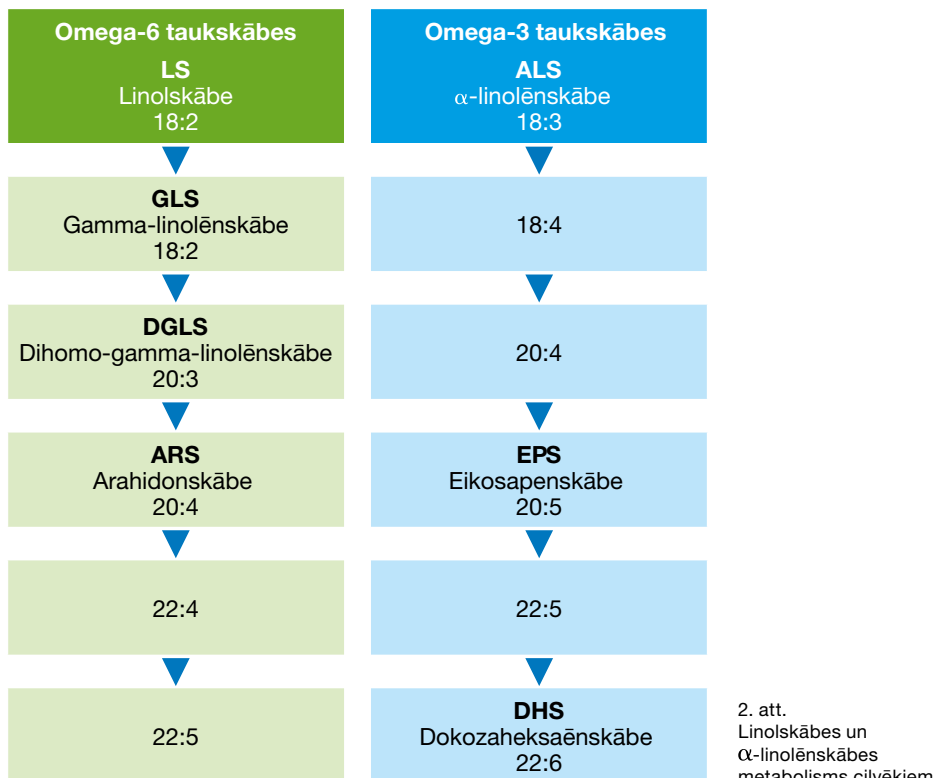 Omega-6 taukskābes
LS
Linolskābe
18:2
GLS
Gamma-linolēnskābe
18:2
DGLS
Dihomo-gamma-linolēnskābe
20:3
ARS
Arahidonskābe
20:4
22:4
22:5
Omega-3 taukskābes
ALS
α-linolēnskābe
18:3
18:4
20:4
EPS
Eikosapenskābe
20:5
22:5
DHS
Dokozaheksaēnskābe
22:6
2. att.
Linolskābes un
α-linolēnskābes
metabolisms cilvēkiem